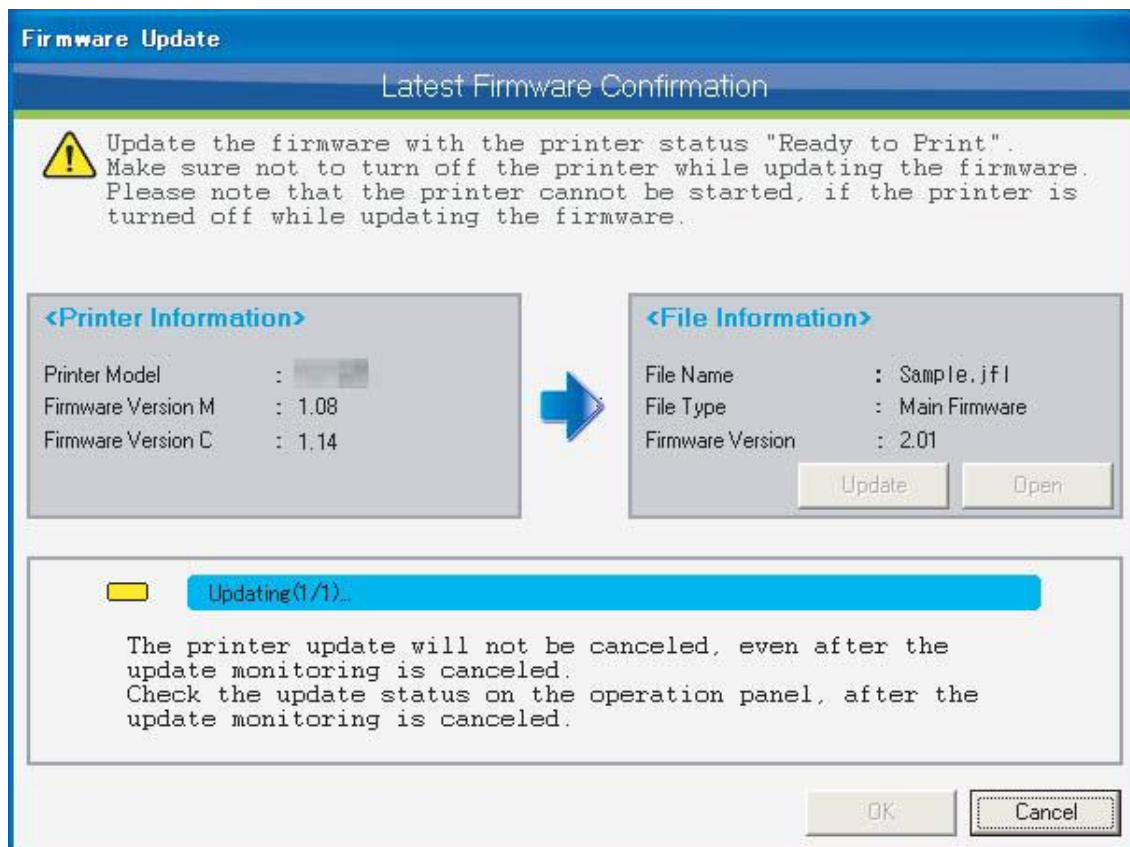 Firmware Update
Latest Firmware Confirmation
Update the firmware with the printer status "Ready to Print".
Make sure not to turn off the printer while updating the firmware.
Please note that the printer cannot be started, if the printer is
turned off while updating the firmware.
<Printer Information>
Printer Model :
Firmware Version M : 1.08
Firmware Version C : 1.14
<File Information>
File Name : Sample.jfl
File Type : Main Firmware
Firmware Version : 2.01
Update Open
Updating(1/1)...
The printer update will not be canceled, even after the
update monitoring is canceled.
Check the update status on the operation panel, after the
update monitoring is canceled.
OK Cancel